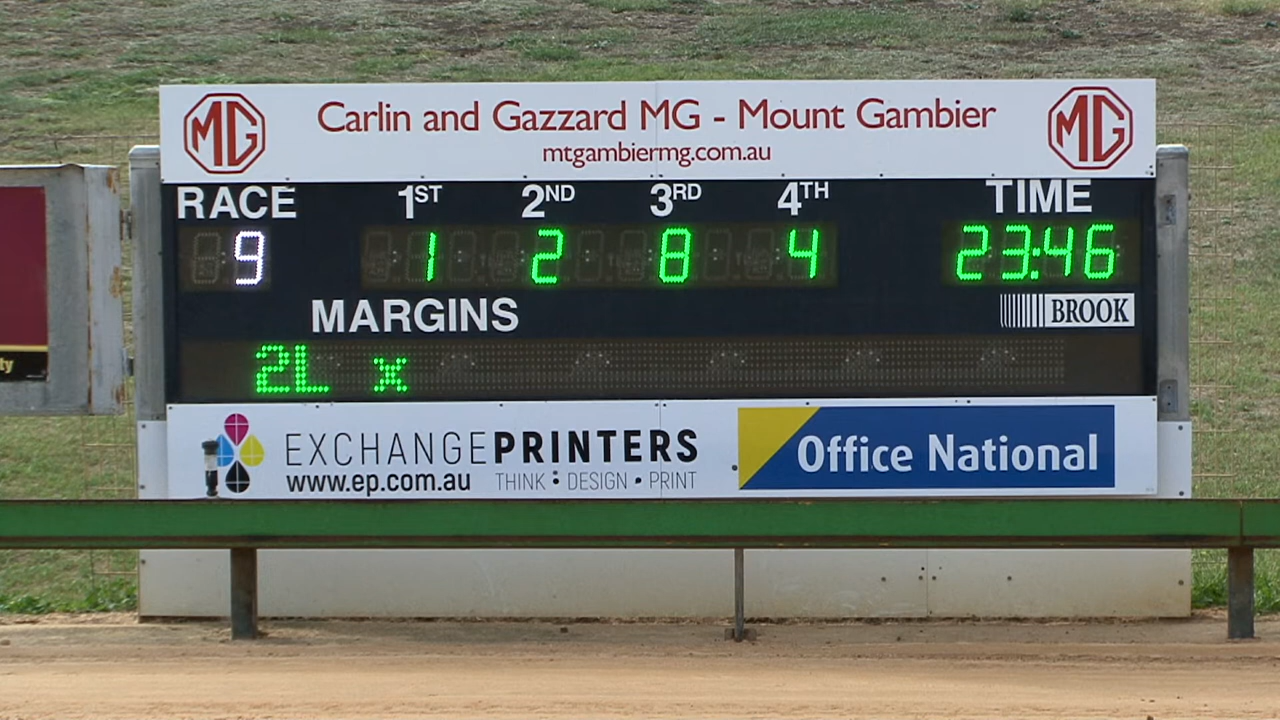 MG Carlin and Gazzard MG - Mount Gambier MG
mtgambiermg.com.au
RACE 1ST 2ND 3RD 4TH TIME
9 1 2 8 4 23:46
MARGINS BROOK
2L x
ty
EXCHANGEPRINTERS Office National
www.ep.com.au THINK : DESIGN • PRINT